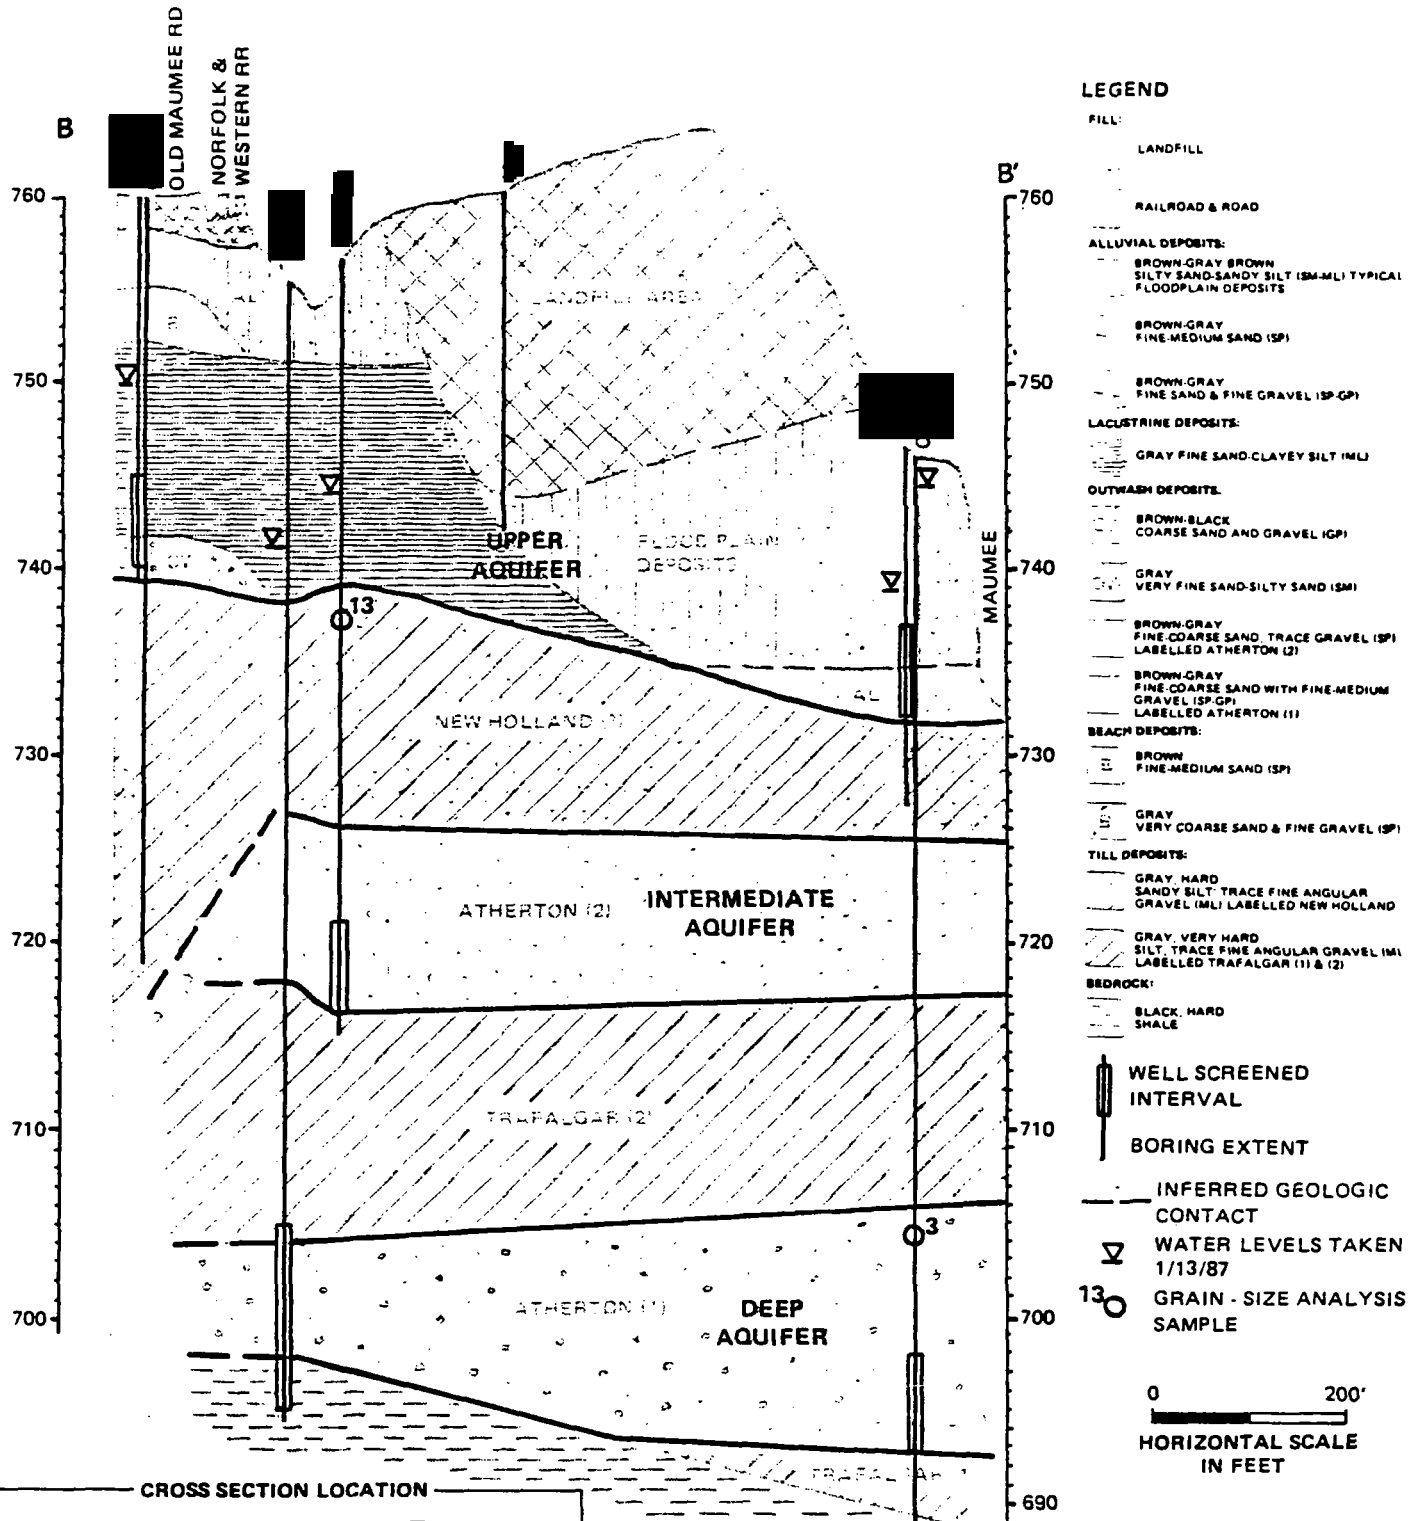 OLD MAUMEE RD
NORFOLK &
WESTERN RR
B
B'
760
750
740
730
720
710
700
760
750
740
730
720
710
700
690
AL
LANDFILL AREA
UPPER
AQUIFER
FLOOD PLAIN
DEPOSITS
MAUMEE
13
AL
NEW HOLLAND (1)
ATHERTON (2)
INTERMEDIATE
AQUIFER
TRAFALGAR (2)
3
ATHERTON (1)
DEEP
AQUIFER
TRAFALGAR
CROSS SECTION LOCATION
LEGEND
FILL:
LANDFILL
RAILROAD & ROAD
ALLUVIAL DEPOSITS:
BROWN-GRAY BROWN
SILTY SAND-SANDY SILT (SM-ML) TYPICAL
FLOODPLAIN DEPOSITS
BROWN-GRAY
FINE-MEDIUM SAND (SP)
BROWN-GRAY
FINE SAND & FINE GRAVEL (SP-GP)
LACUSTRINE DEPOSITS:
GRAY FINE SAND-CLAYEY SILT (ML)
OUTWASH DEPOSITS.
BROWN-BLACK
COARSE SAND AND GRAVEL (GP)
GRAY
VERY FINE SAND-SILTY SAND (SM)
BROWN-GRAY
FINE-COARSE SAND, TRACE GRAVEL (SP)
LABELLED ATHERTON (2)
BROWN-GRAY
FINE-COARSE SAND WITH FINE-MEDIUM
GRAVEL (SP-GP)
LABELLED ATHERTON (1)
BEACH DEPOSITS:
BROWN
FINE-MEDIUM SAND (SP)
GRAY
VERY COARSE SAND & FINE GRAVEL (SP)
TILL DEPOSITS:
GRAY, HARD
SANDY SILT: TRACE FINE ANGULAR
GRAVEL (ML) LABELLED NEW HOLLAND
GRAY, VERY HARD
SILT, TRACE FINE ANGULAR GRAVEL (M
LABELLED TRAFALGAR (1) & (2)
BEDROCK:
BLACK, HARD
SHALE
WELL SCREENED
INTERVAL
BORING EXTENT
INFERRED GEOLOGIC
CONTACT
WATER LEVELS TAKEN
1/13/87
13
GRAIN - SIZE ANALYSIS
SAMPLE
0 200'
HORIZONTAL SCALE
IN FEET